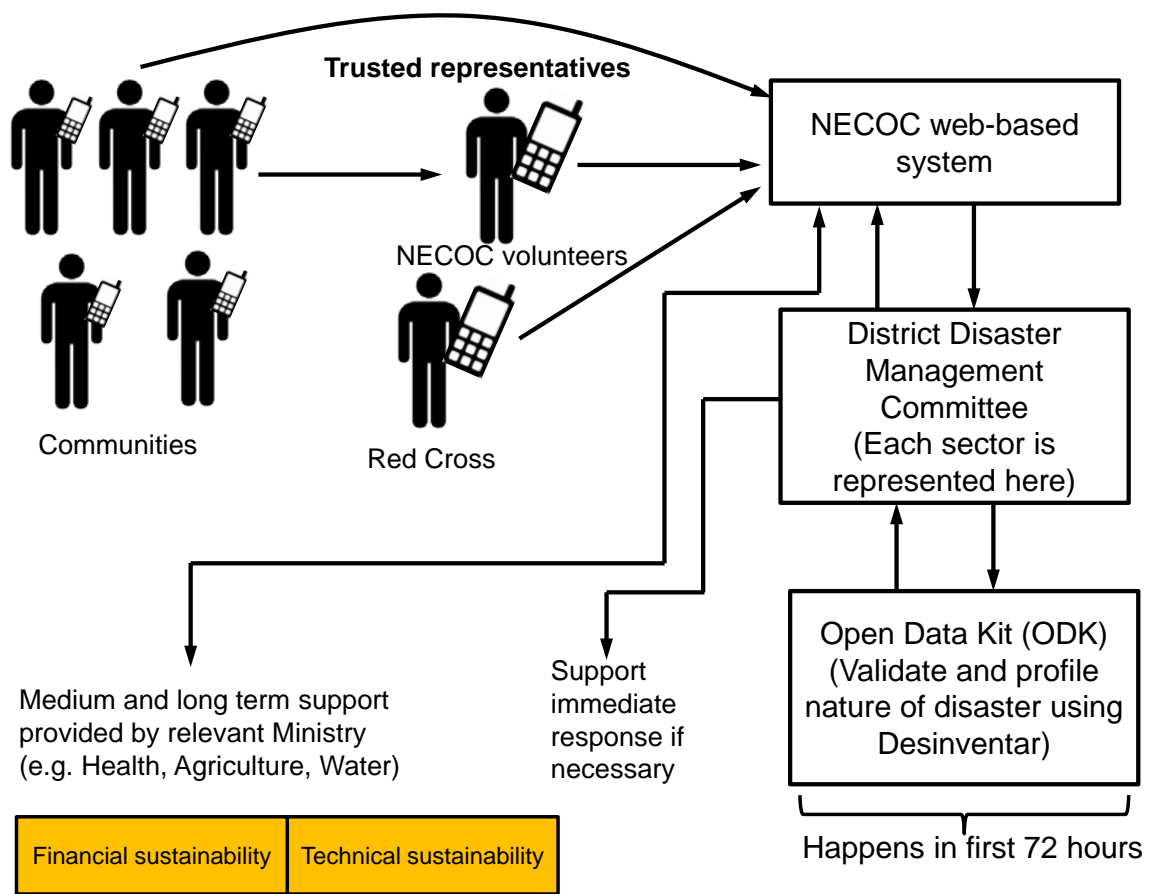 Trusted representatives
NECOC web-based
system
NECOC volunteers
Communities
Red Cross
District Disaster
Management
Committee
(Each sector is
represented here)
Open Data Kit (ODK)
(Validate and profile
nature of disaster using
Desinventar)
Happens in first 72 hours
Support
immediate
response if
necessary
Medium and long term support
provided by relevant Ministry
(e.g. Health, Agriculture, Water)
Financial sustainability
Technical sustainability